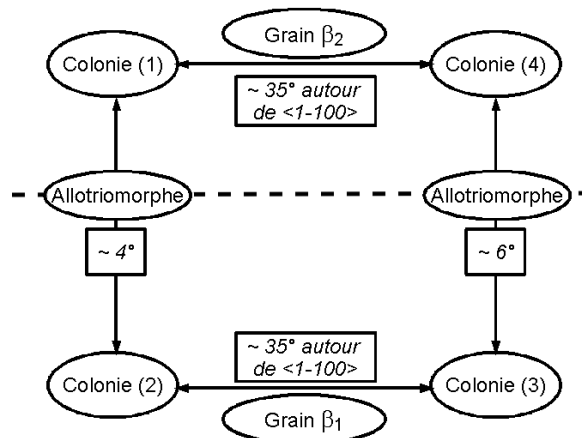 Grain β2
Colonie (1)
Colonie (4)
~ 35° autour
de <1-100>
Allotriomorphe
Allotriomorphe
~ 4°
~ 6°
~ 35° autour
de <1-100>
Colonie (2)
Colonie (3)
Grain β1